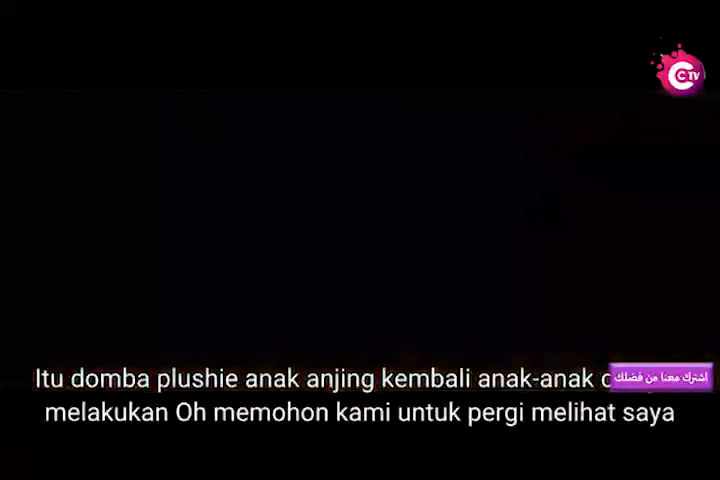 CTV
Itu domba plushie anak anjing kembali anak-anak
اشترك معنا من فضلك
melakukan Oh memohon kami untuk pergi melihat saya